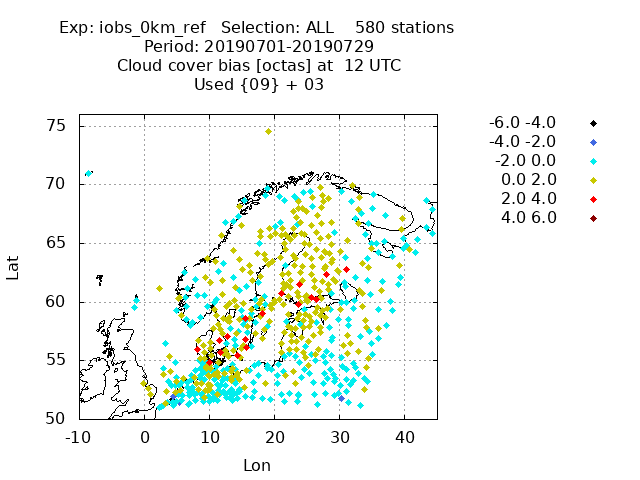 Exp: iobs_0km_ref   Selection: ALL    580 stations
Period: 20190701-20190729
Cloud cover bias [octas] at  12 UTC
Used {09} + 03
-6.0 -4.0
-4.0 -2.0
-2.0 0.0
0.0 2.0
2.0 4.0
4.0 6.0
75
70
65
60
55
50
Lat
-10 0 10 20 30 40
Lon